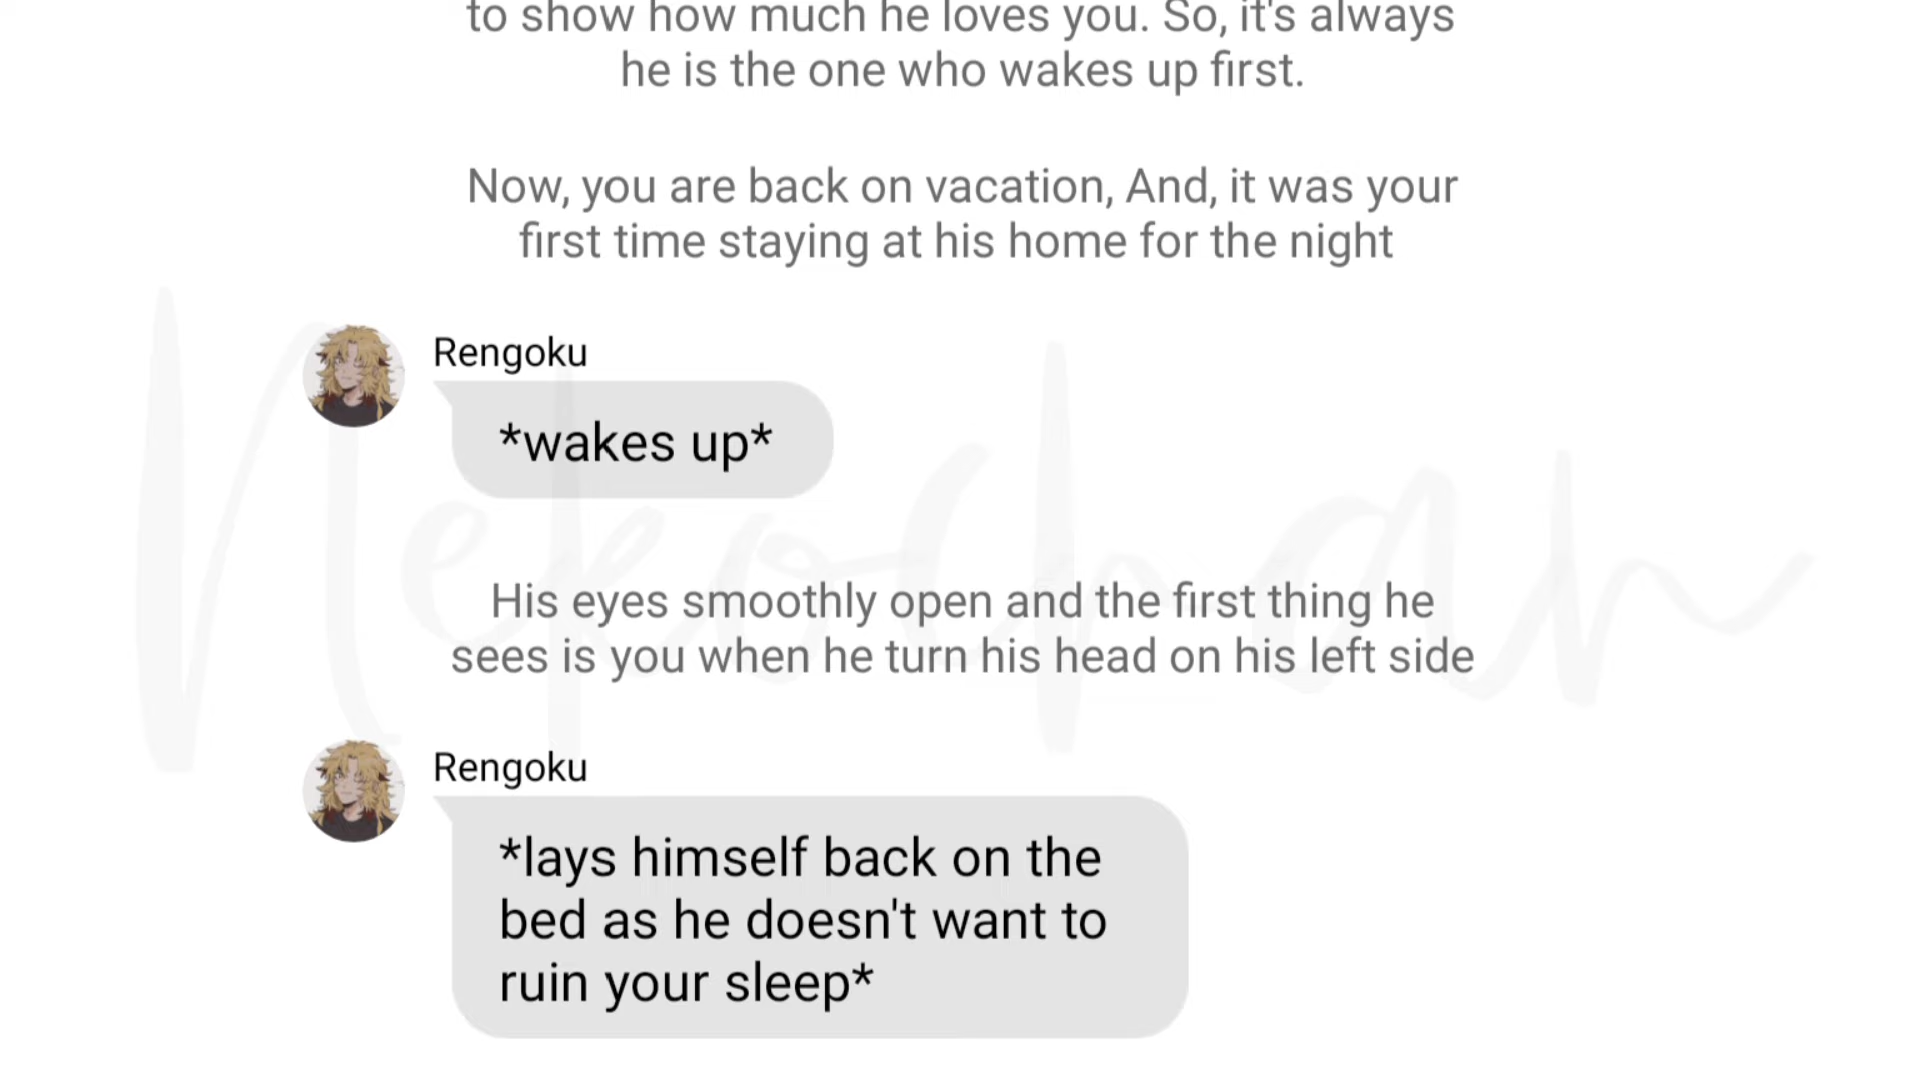 to show how much he loves you. So, it's always
he is the one who wakes up first.
Now, you are back on vacation, And, it was your
first time staying at his home for the night
Rengoku
*wakes up*
His eyes smoothly open and the first thing he
sees is you when he turn his head on his left side
Rengoku
*lays himself back on the
bed as he doesn't want to
ruin your sleep*
Nekochan